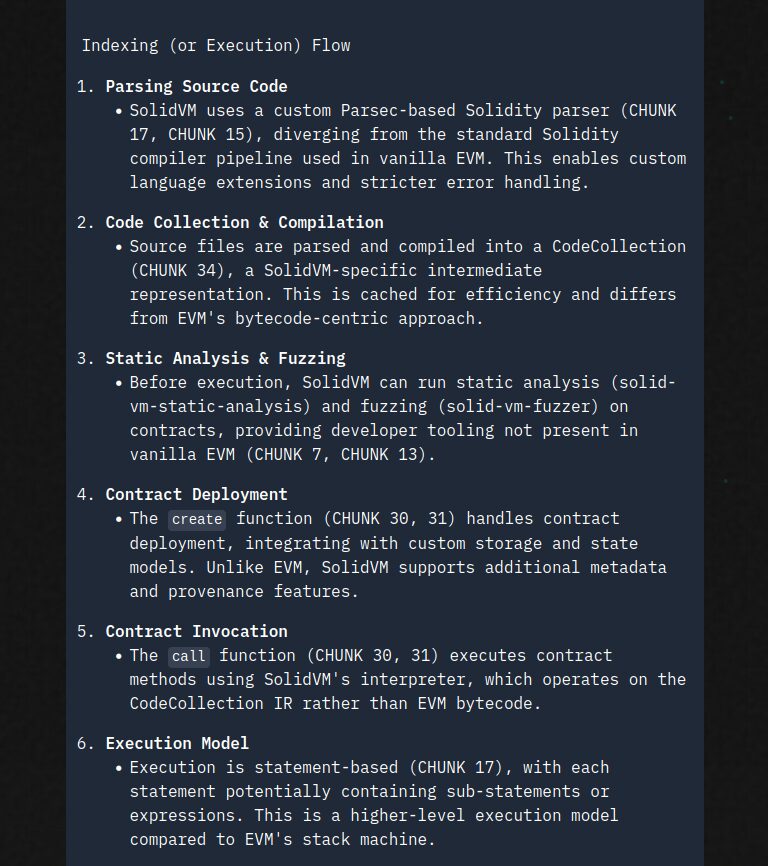 Indexing (or Execution) Flow
1. Parsing Source Code
• SolidVM uses a custom Parsec-based Solidity parser (CHUNK
17, CHUNK 15), diverging from the standard Solidity
compiler pipeline used in vanilla EVM. This enables custom
language extensions and stricter error handling.
2. Code Collection & Compilation
• Source files are parsed and compiled into a CodeCollection
(CHUNK 34), a SolidVM-specific intermediate
representation. This is cached for efficiency and differs
from EVM's bytecode-centric approach.
3. Static Analysis & Fuzzing
• Before execution, SolidVM can run static analysis (solid-
vm-static-analysis) and fuzzing (solid-vm-fuzzer) on
contracts, providing developer tooling not present in
vanilla EVM (CHUNK 7, CHUNK 13).
4. Contract Deployment
• The create function (CHUNK 30, 31) handles contract
deployment, integrating with custom storage and state
models. Unlike EVM, SolidVM supports additional metadata
and provenance features.
5. Contract Invocation
• The call function (CHUNK 30, 31) executes contract
methods using SolidVM's interpreter, which operates on the
CodeCollection IR rather than EVM bytecode.
6. Execution Model
• Execution is statement-based (CHUNK 17), with each
statement potentially containing sub-statements or
expressions. This is a higher-level execution model
compared to EVM's stack machine.